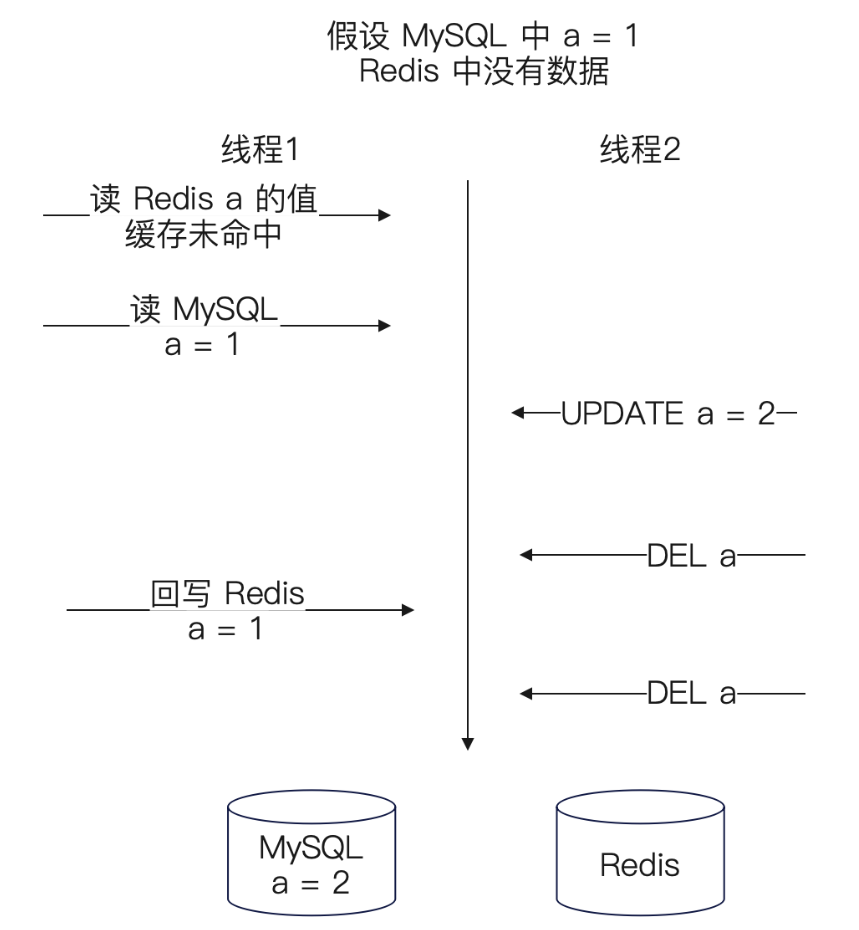 假设 MySQL 中 a = 1
Redis 中没有数据
线程1
线程2
读 Redis a 的值
缓存未命中
读 MySQL
a = 1
UPDATE a = 2
DEL a
回写 Redis
a = 1
DEL a
MySQL
a = 2
Redis